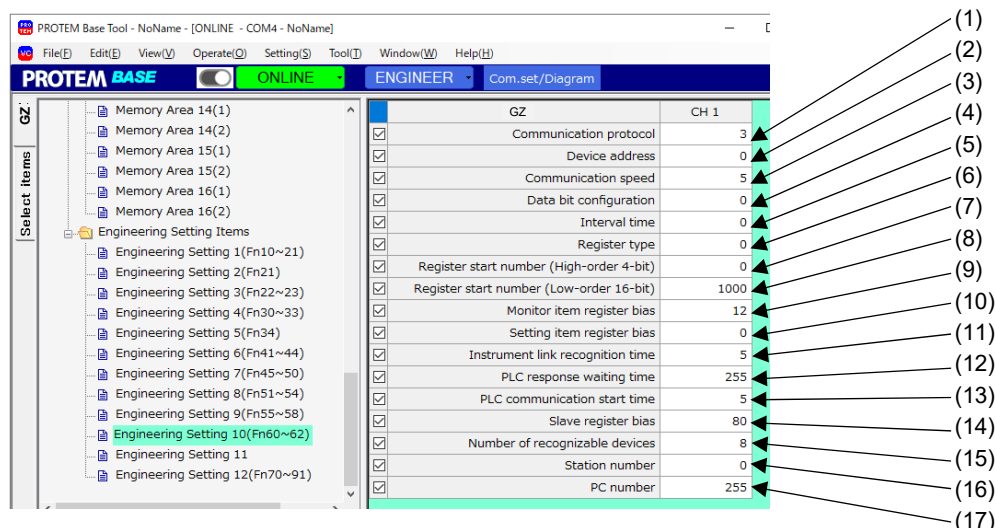 PROTEM Base Tool - NoName - [ONLINE - COM4 - NoName]
File(F) Edit(E) View(V) Operate(O) Setting(S) Tool(T) Window(W) Help(H)
PROTEM BASE ONLINE ENGINEER Com.set/Diagram
GZ:
Select items
Memory Area 14(1)
Memory Area 14(2)
Memory Area 15(1)
Memory Area 15(2)
Memory Area 16(1)
Memory Area 16(2)
Engineering Setting Items
Engineering Setting 1(Fn10~21)
Engineering Setting 2(Fn21)
Engineering Setting 3(Fn22~23)
Engineering Setting 4(Fn30~33)
Engineering Setting 5(Fn34)
Engineering Setting 6(Fn41~44)
Engineering Setting 7(Fn45~50)
Engineering Setting 8(Fn51~54)
Engineering Setting 9(Fn55~58)
Engineering Setting 10(Fn60~62)
Engineering Setting 11
Engineering Setting 12(Fn70~91)
GZ CH 1
Communication protocol 3
Device address 0
Communication speed 5
Data bit configuration 0
Interval time 0
Register type 0
Register start number (High-order 4-bit) 0
Register start number (Low-order 16-bit) 1000
Monitor item register bias 12
Setting item register bias 0
Instrument link recognition time 5
PLC response waiting time 255
PLC communication start time 5
Slave register bias 80
Number of recognizable devices 8
Station number 0
PC number 255
(1)
(2)
(3)
(4)
(5)
(6)
(7)
(8)
(9)
(10)
(11)
(12)
(13)
(14)
(15)
(16)
(17)